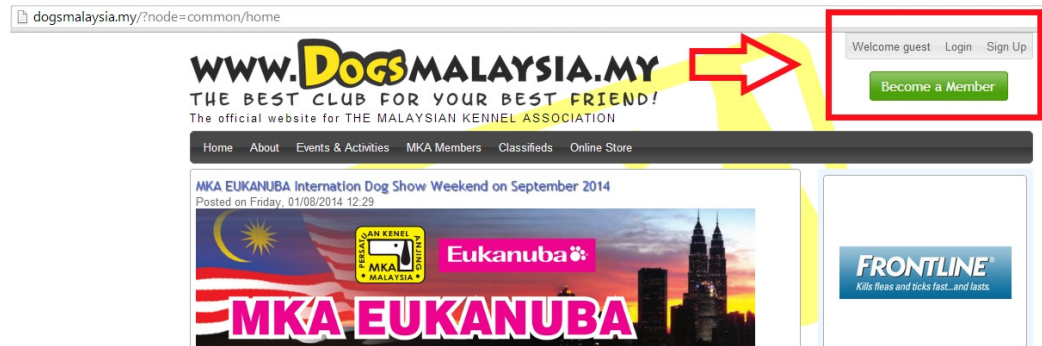 dogsmalaysia.my/?node=common/home
Welcome guest Login Sign Up
Become a Member
WWW.DOGSMALAYSIA.MY
THE BEST CLUB FOR YOUR BEST FRIEND!
The official website for THE MALAYSIAN KENNEL ASSOCIATION
Home About Events & Activities MKA Members Classifieds Online Store
MKA EUKANUBA Internation Dog Show Weekend on September 2014
Posted on Friday, 01/08/2014 12:29
PERSATUAN KENEL ANJING
MKA
MALAYSIA
Eukanuba
MKA EUKANUBA
FRONTLINE®
Kills fleas and ticks fast...and lasts.